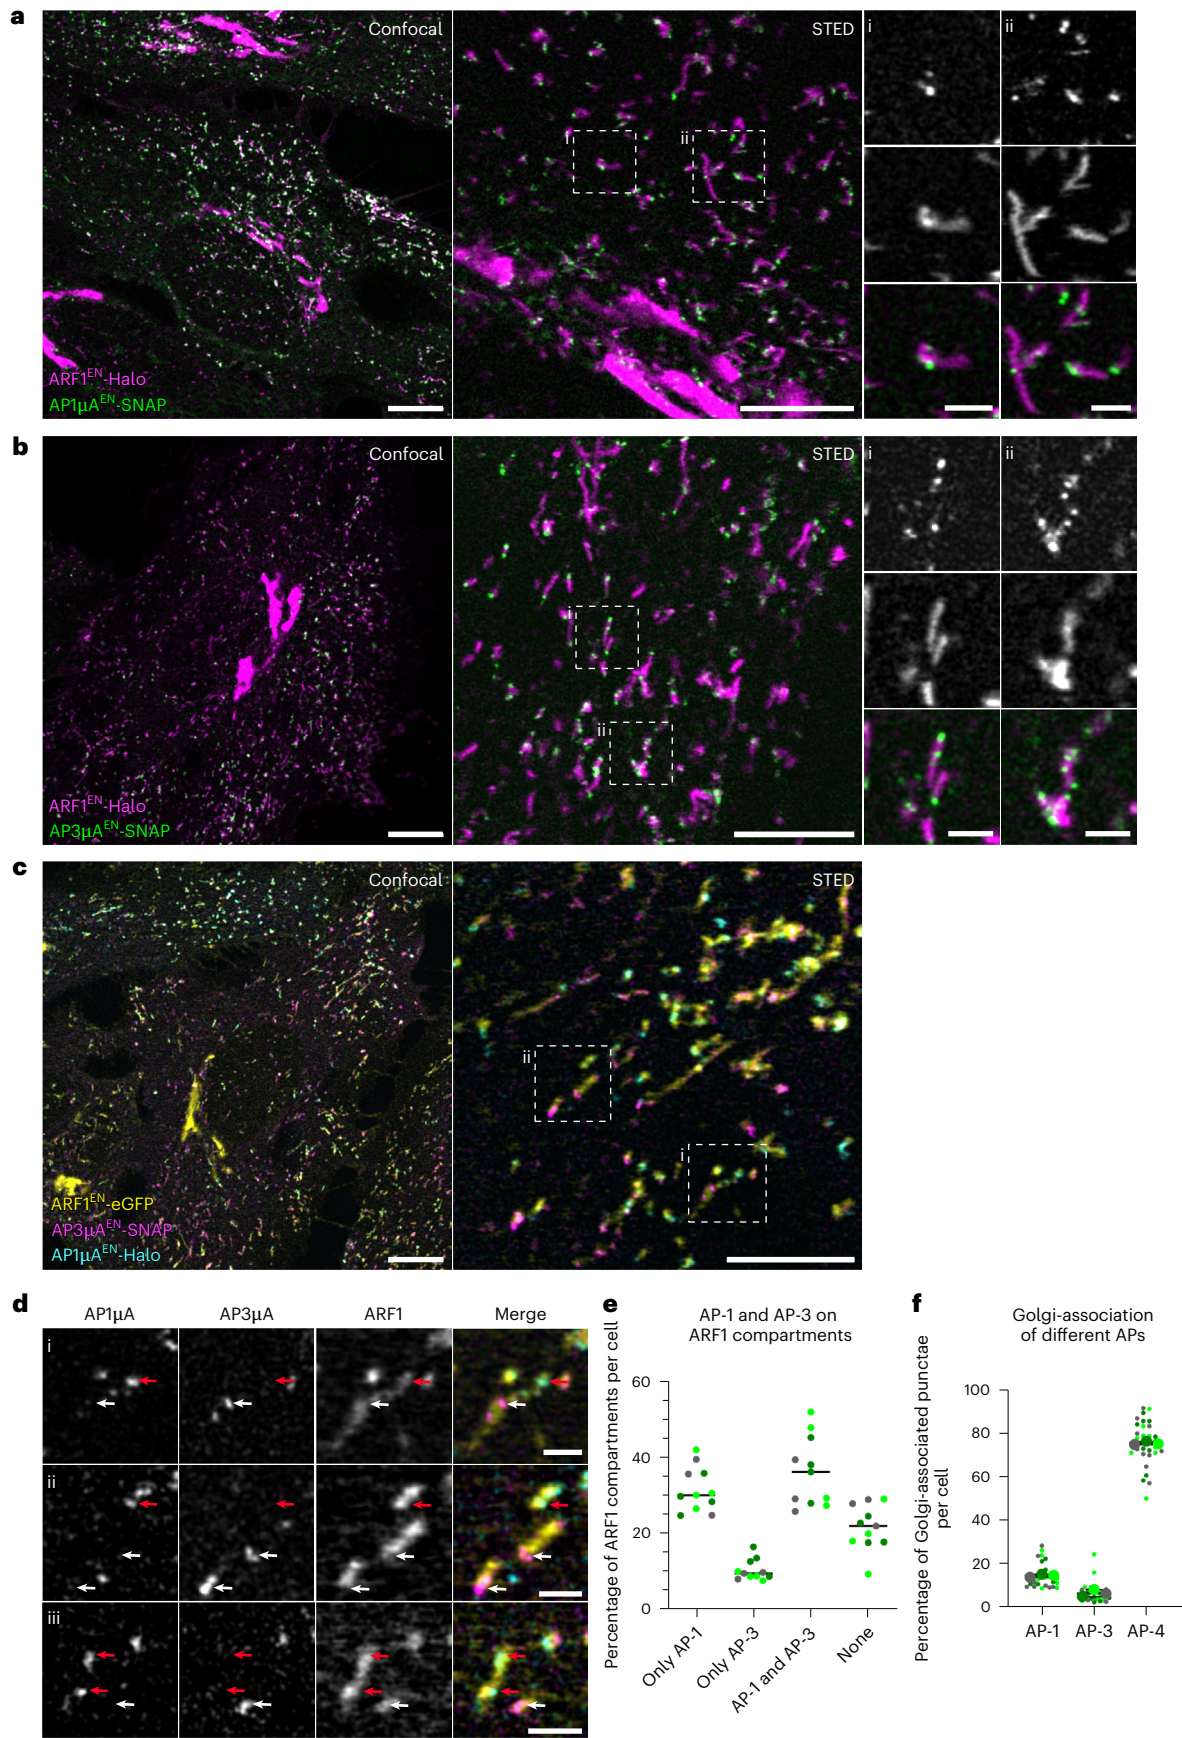 a
Confocal
STED
i
ii
i
ii
ARF1EN-Halo
AP1μAEN-SNAP
b
Confocal
STED
i
ii
i
ii
ARF1EN-Halo
AP3μAEN-SNAP
c
Confocal
STED
ii
i
ARF1EN-eGFP
AP3μAEN-SNAP
AP1μAEN-Halo
d
AP1μA
AP3μA
ARF1
Merge
i
ii
iii
e
AP-1 and AP-3 on
ARF1 compartments
Percentage of ARF1 compartments per cell
60
40
20
0
Only AP-1
Only AP-3
AP-1 and AP-3
None
f
Golgi-association
of different APs
Percentage of Golgi-associated punctae
per cell
100
80
60
40
20
0
AP-1
AP-3
AP-4